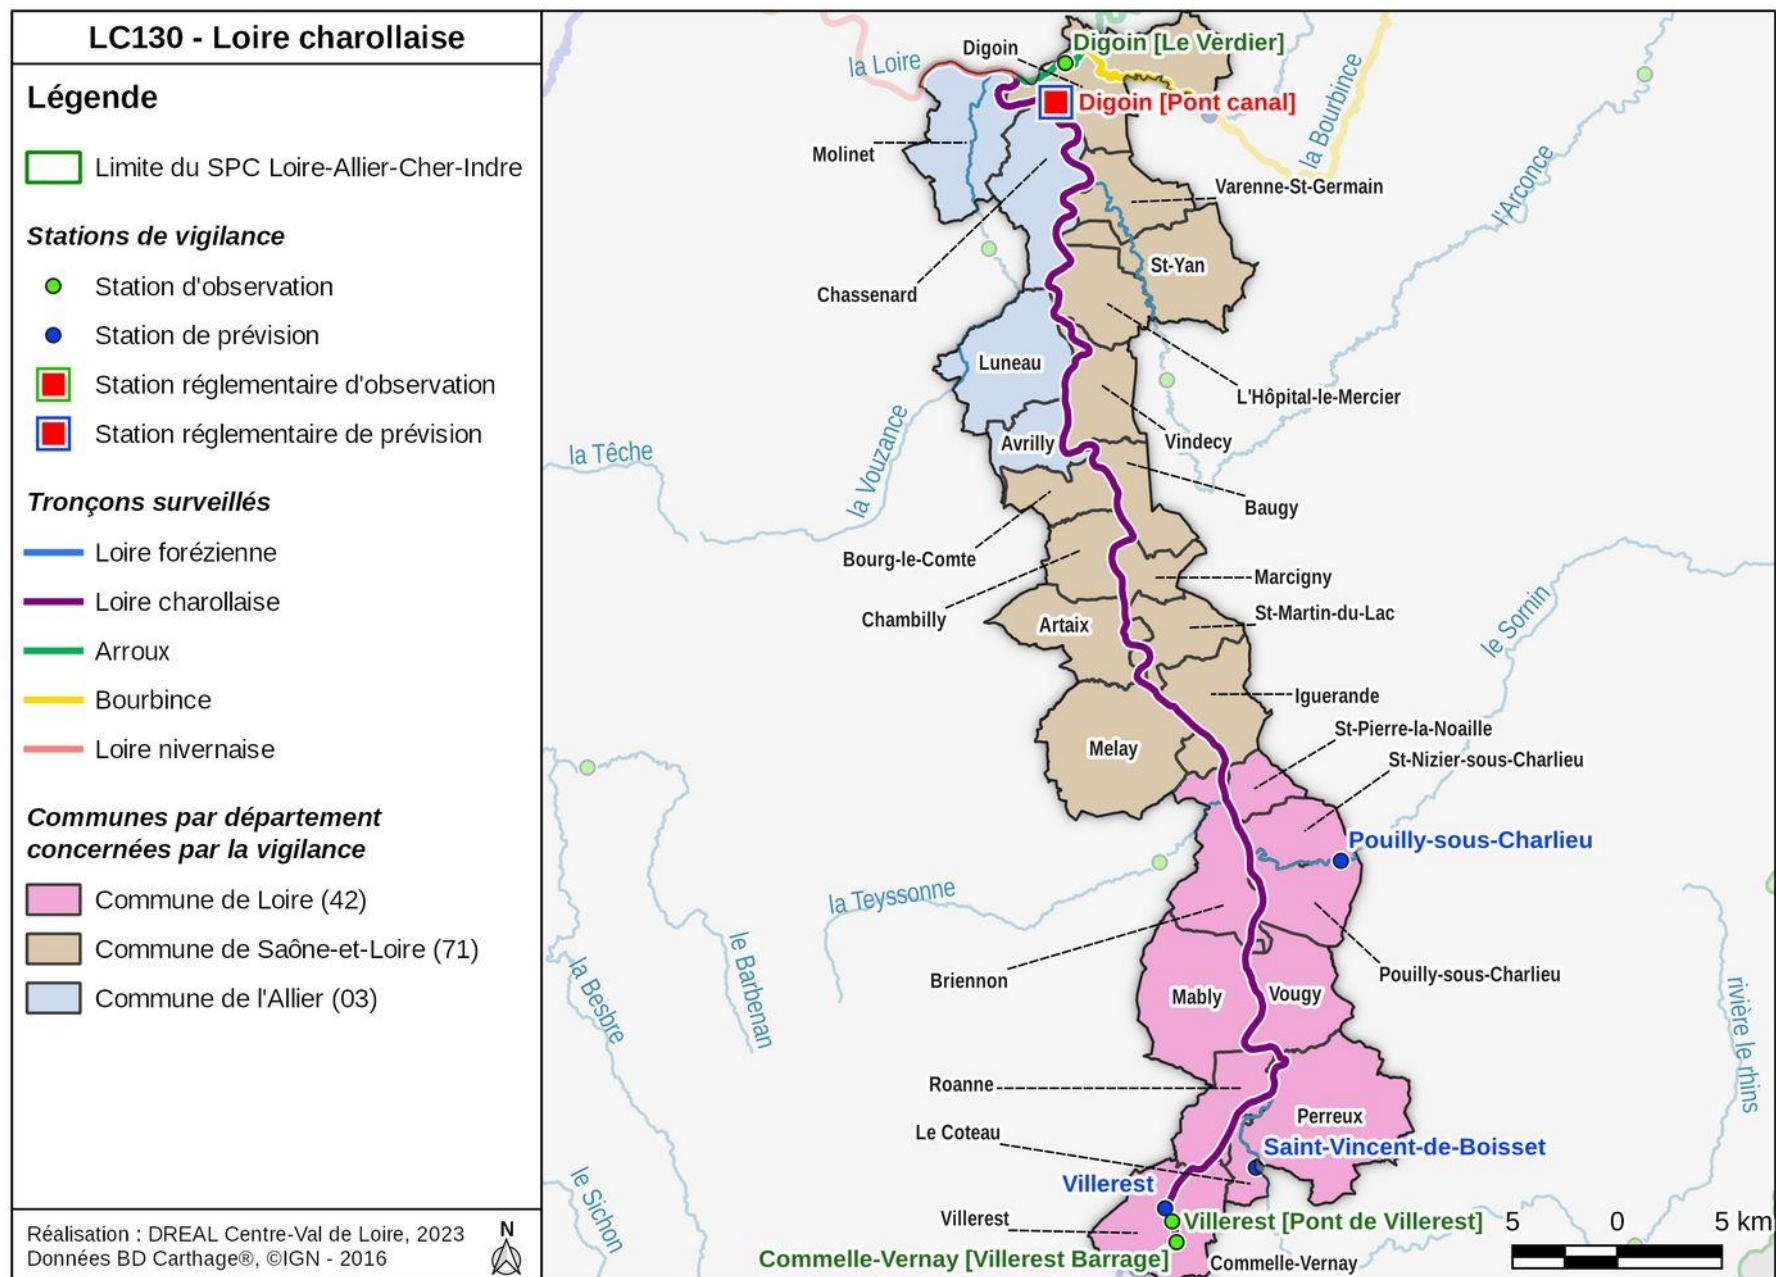 LC130 - Loire charollaise
Légende
Limite du SPC Loire-Allier-Cher-Indre
Stations de vigilance
Station d'observation
Station de prévision
Station réglementaire d'observation
Station réglementaire de prévision
Tronçons surveillés
Loire forézienne
Loire charollaise
Arroux
Bourbince
Loire nivernaise
Communes par département
concernées par la vigilance
Commune de Loire (42)
Commune de Saône-et-Loire (71)
Commune de l'Allier (03)
Réalisation : DREAL Centre-Val de Loire, 2023
Données BD Carthage®, ©IGN - 2016
N
Digoin
Digoin [Le Verdier]
la Loire
Digoin [Pont canal]
la Bourbince
Molinet
Varenne-St-Germain
l'Arconce
St-Yan
Chassenard
Luneau
L'Hôpital-le-Mercier
Avrilly
Vindecy
la Têche
la Vouzance
Baugy
Bourg-le-Comte
Marcigny
Chambilly
St-Martin-du-Lac
Artaix
le Sornin
Iguerande
St-Pierre-la-Noaille
Melay
St-Nizier-sous-Charlieu
Pouilly-sous-Charlieu
la Teyssonne
le Barbenan
la Besbre
Briennon
Pouilly-sous-Charlieu
Mably
Vougy
rivière le rhins
Roanne
Perreux
Le Coteau
Saint-Vincent-de-Boisset
Villerest
le Sichon
Villerest
Villerest [Pont de Villerest]
Commelle-Vernay [Villerest Barrage]
Commelle-Vernay
5 0 5 km